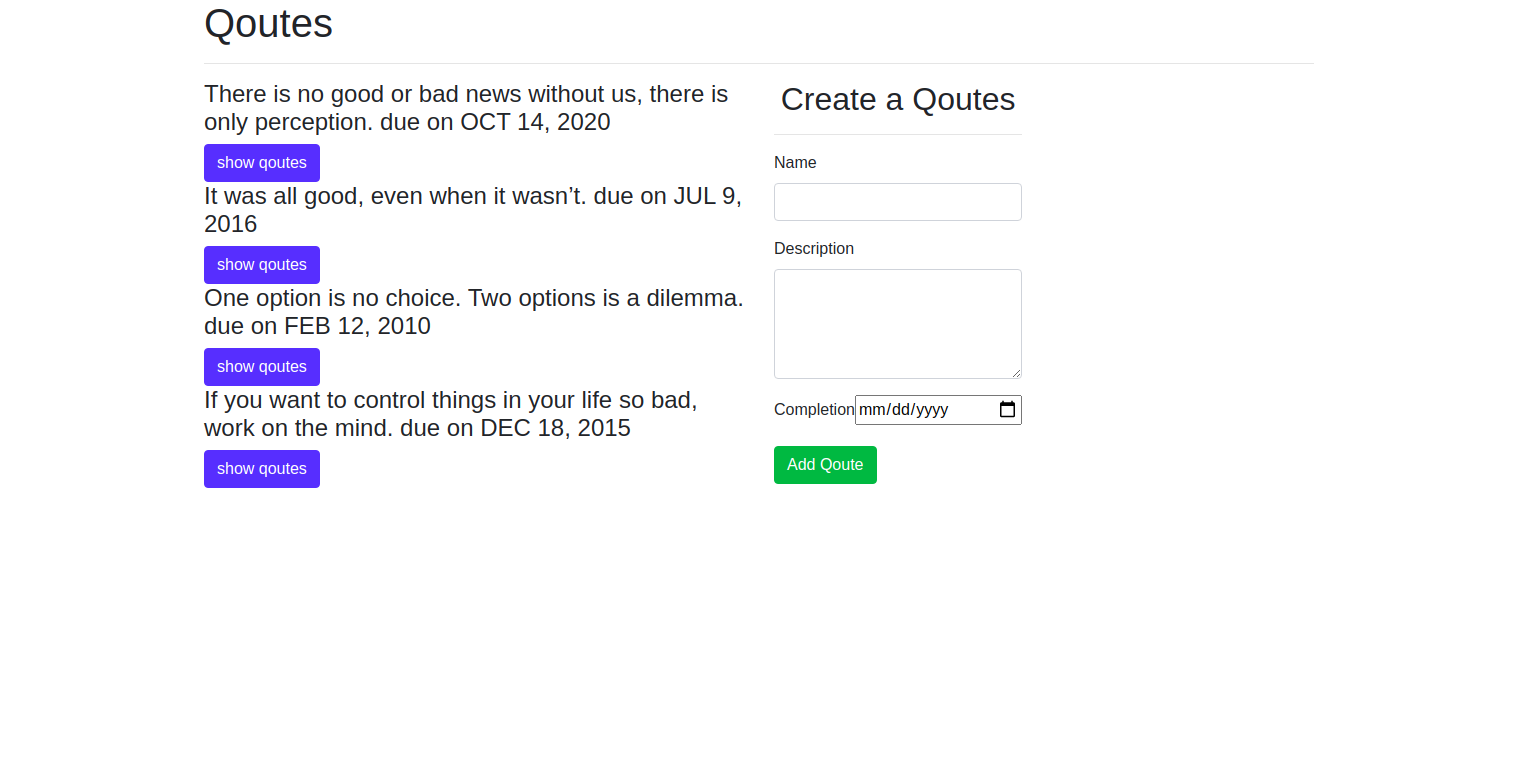 Qoutes
There is no good or bad news without us, there is
only perception. due on OCT 14, 2020
show qoutes
It was all good, even when it wasn’t. due on JUL 9,
2016
show qoutes
One option is no choice. Two options is a dilemma.
due on FEB 12, 2010
show qoutes
If you want to control things in your life so bad,
work on the mind. due on DEC 18, 2015
show qoutes
Create a Qoutes
Name
Description
Completion mm/dd/yyyy
Add Qoute